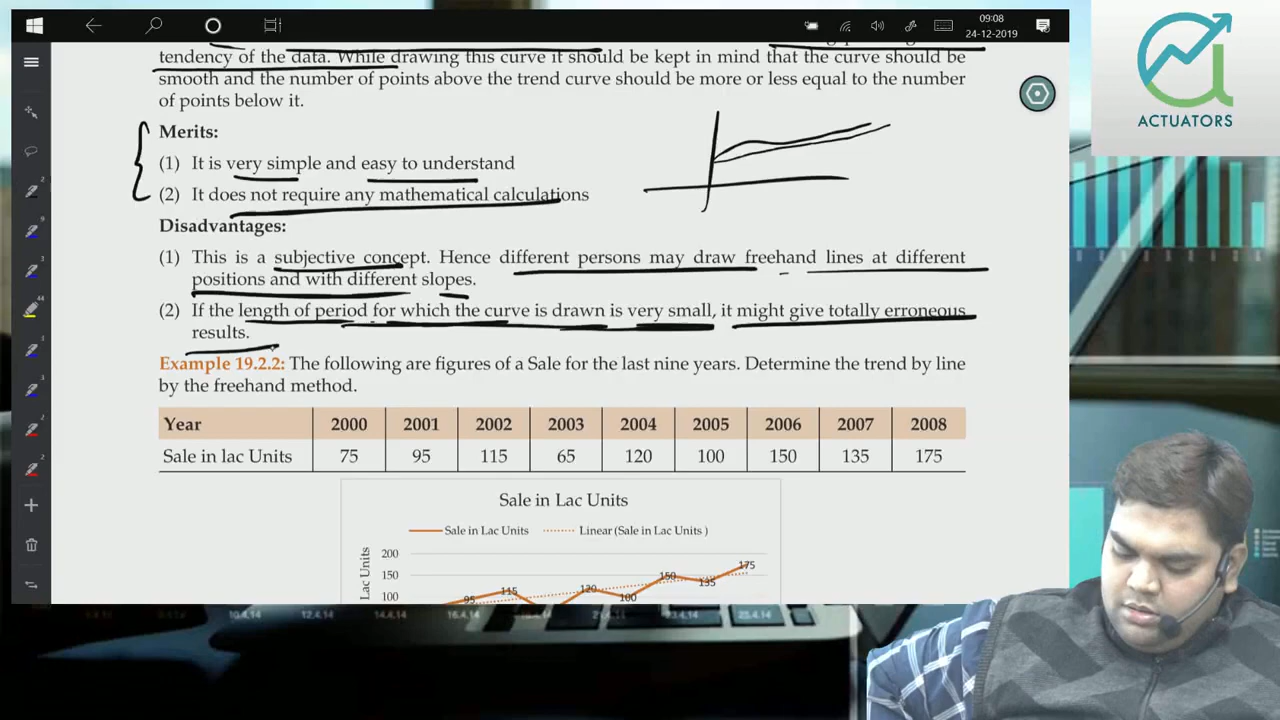 09:08
24-12-2019
ACTUATORS
tendency of the data. While drawing this curve it should be kept in mind that the curve should be
smooth and the number of points above the trend curve should be more or less equal to the number
of points below it.
Merits:
(1) It is very simple and easy to understand
(2) It does not require any mathematical calculations
Disadvantages:
(1) This is a subjective concept. Hence different persons may draw freehand lines at different
positions and with different slopes.
(2) If the length of period for which the curve is drawn is very small, it might give totally erroneous
results.
Example 19.2.2: The following are figures of a Sale for the last nine years. Determine the trend by line
by the freehand method.
Year 2000 2001 2002 2003 2004 2005 2006 2007 2008
Sale in lac Units 75 95 115 65 120 100 150 135 175
Sale in Lac Units
Sale in Lac Units Linear (Sale in Lac Units )
Lac Units
200
150
100
95 115 120 100 150 135 175
10.4.14 12.4.14 16.4.14